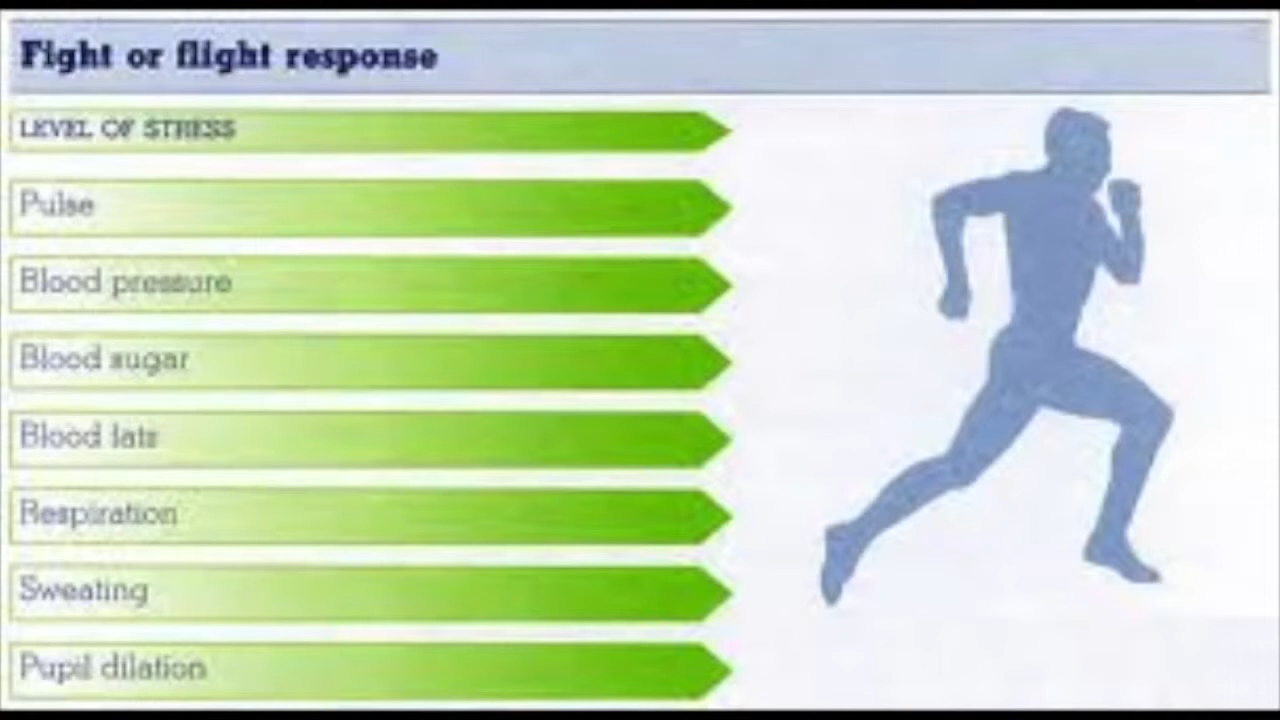 Fight or flight response
LEVEL OF STRESS
Pulse
Blood pressure
Blood sugar
Blood fats
Respiration
Sweating
Pupil dilation